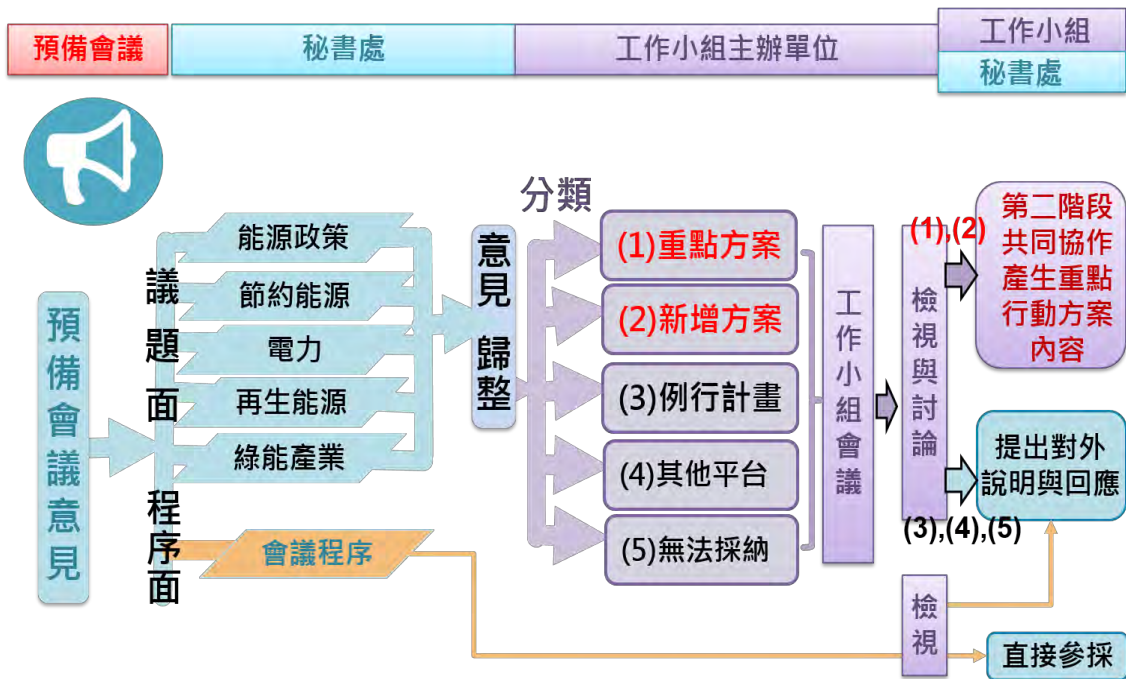 預備會議
秘書處
工作小組主辦單位
工作小組
秘書處
預備會議意見
議題面
程序面
能源政策
節約能源
電力
再生能源
綠能產業
會議程序
意見歸整
分類
(1)重點方案
(2)新增方案
(3)例行計畫
(4)其他平台
(5)無法採納
工作小組會議
檢視與討論
(1),(2)
第二階段
共同協作
產生重點
行動方案
內容
(3),(4),(5)
提出對外
說明與回應
檢視
直接參採